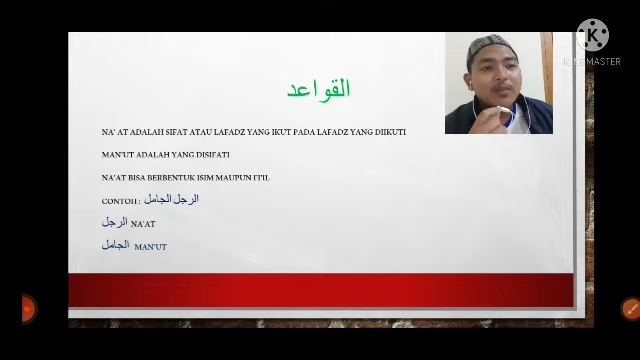 القواعد
NA' AT ADALAH SIFAT ATAU LAFADZ YANG IKUT PADA LAFADZ YANG DIIKUTI
MAN'UT ADALAH YANG DISIFATI
NA'AT BISA BERBENTUK ISIM MAUPUN FI'IL
CONTOH : الرجل الجامل
الرجل NA'AT
الجامل MAN'UT
K
KINEMASTER